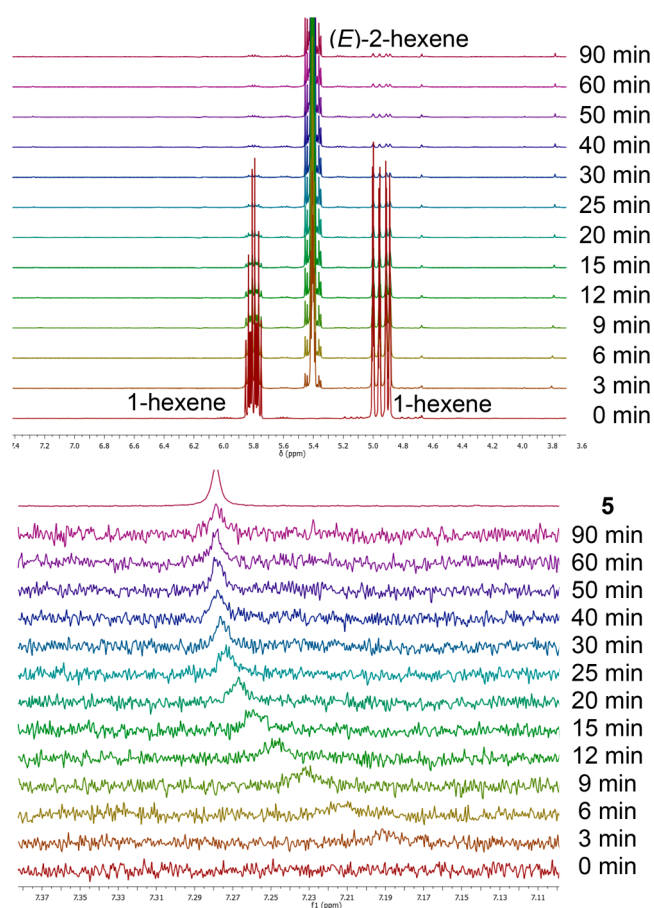 (E)-2-hexene
90 min
60 min
50 min
40 min
30 min
25 min
20 min
15 min
12 min
9 min
6 min
3 min
1-hexene
1-hexene
0 min
7.4 7.2 7.0 6.8 6.6 6.4 6.2 6.0 5.8 5.6 5.4 5.2 5.0 4.8 4.6 4.4 4.2 4.0 3.8 3.6
δ (ppm)
5
90 min
60 min
50 min
40 min
30 min
25 min
20 min
15 min
12 min
9 min
6 min
3 min
0 min
7.37 7.35 7.33 7.31 7.29 7.27 7.25 7.23 7.21 7.19 7.17 7.15 7.13 7.11
f1 (ppm)